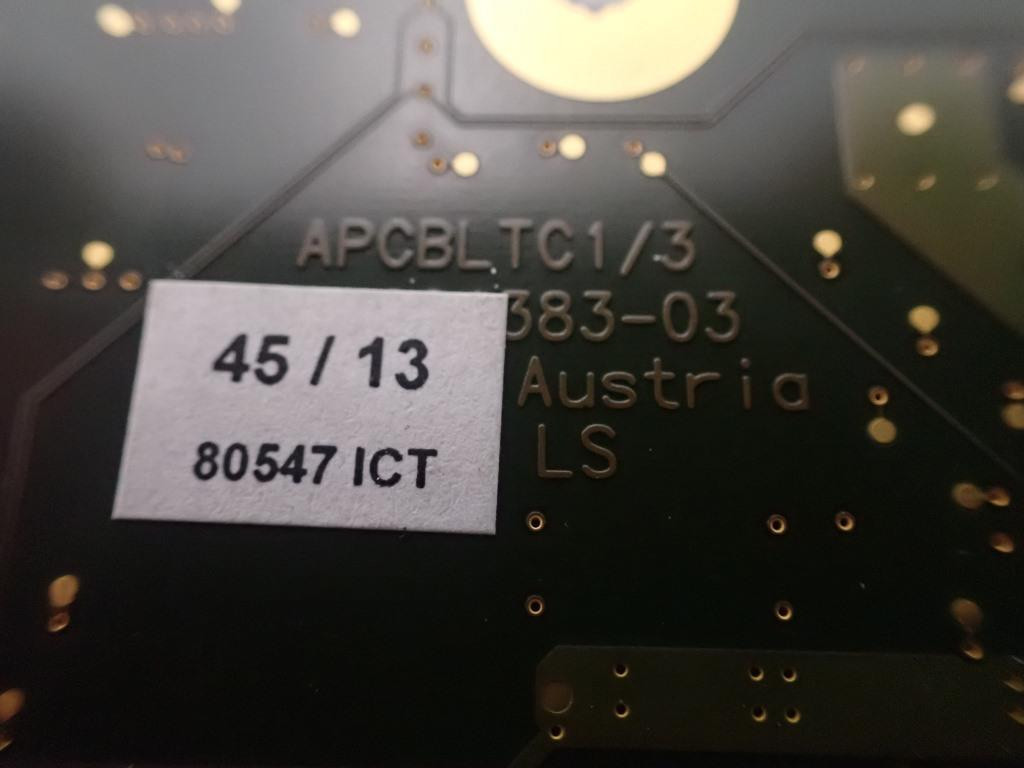 APCBLTC1/3
383-03
Austria
LS
45 / 13
80547 ICT